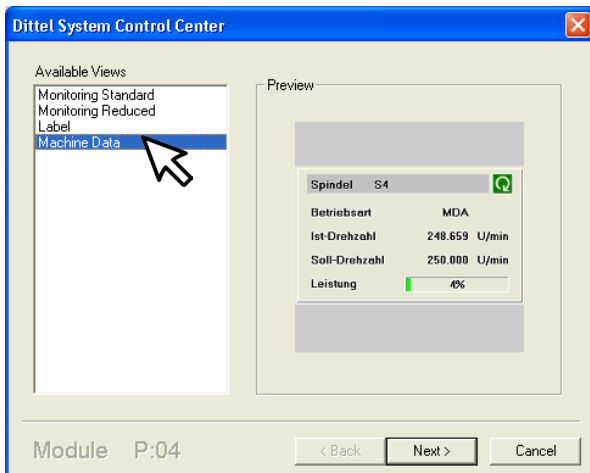 Dittel System Control Center
Available Views
Monitoring Standard
Monitoring Reduced
Label
Machine Data
Preview
Spindel S4
Betriebsart MDA
Ist-Drehzahl 248.659 U/min
Soll-Drehzahl 250.000 U/min
Leistung 4%
Module P:04
< Back Next > Cancel